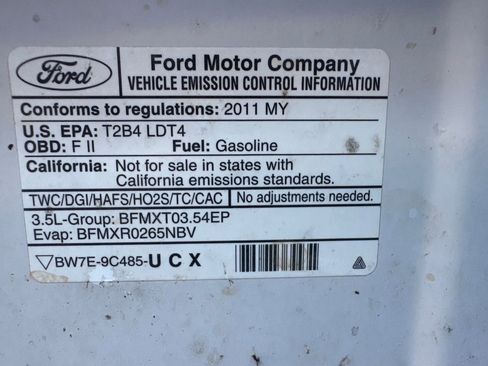 Ford
Ford Motor Company
VEHICLE EMISSION CONTROL INFORMATION
Conforms to regulations: 2011 MY
U.S. EPA: T2B4 LDT4
OBD: F II Fuel: Gasoline
California: Not for sale in states with
California emissions standards.
TWC/DGI/HAFS/HO2S/TC/CAC No adjustments needed.
3.5L-Group: BFMXT03.54EP
Evap: BFMXR0265NBV
BW7E-9C485-UCX